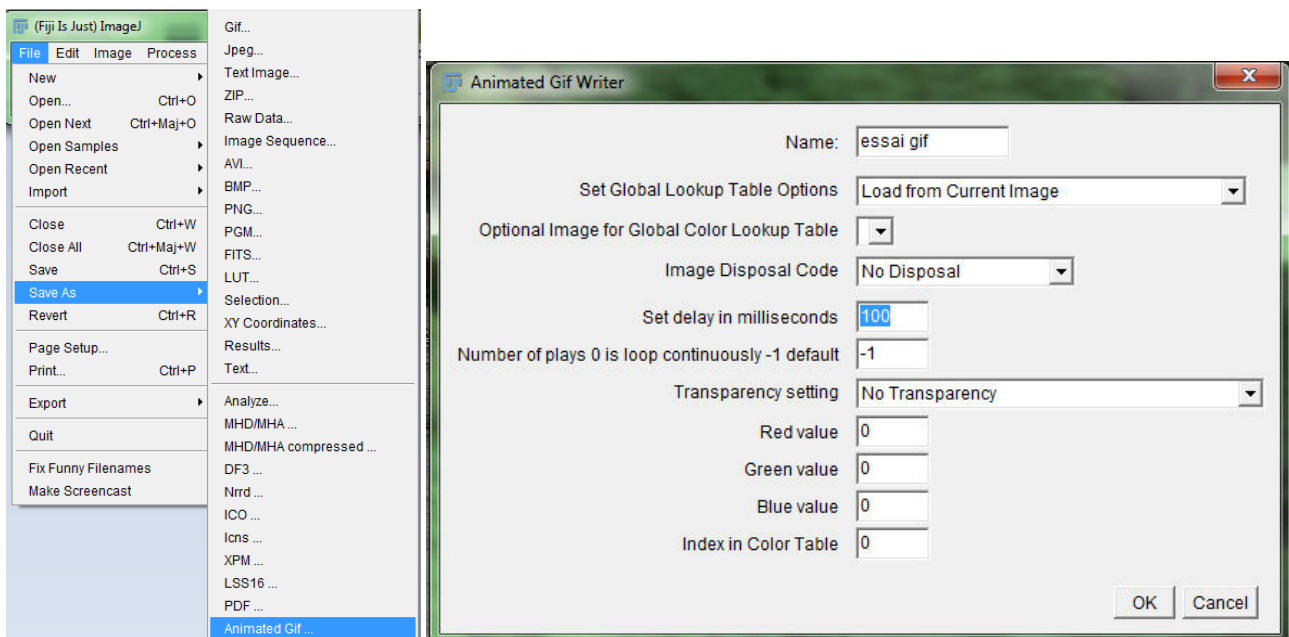 (Fiji Is Just) ImageJ
File Edit Image Process
New
Open... Ctrl+O
Open Next Ctrl+Maj+O
Open Samples
Open Recent
Import
Close Ctrl+W
Close All Ctrl+Maj+W
Save Ctrl+S
Save As
Revert Ctrl+R
Page Setup...
Print... Ctrl+P
Export
Quit
Fix Funny Filenames
Make Screencast
Gif...
Jpeg...
Text Image...
ZIP...
Raw Data...
Image Sequence...
AVI...
BMP...
PNG...
PGM...
FITS...
LUT...
Selection...
XY Coordinates...
Results...
Text...
Analyze...
MHD/MHA ...
MHD/MHA compressed ...
DF3 ...
Nrrd ...
ICO ...
Icns ...
XPM ...
LSS16 ...
PDF ...
Animated Gif ...
Animated Gif Writer
Name: essai gif
Set Global Lookup Table Options Load from Current Image
Optional Image for Global Color Lookup Table
Image Disposal Code No Disposal
Set delay in milliseconds 100
Number of plays 0 is loop continuously -1 default -1
Transparency setting No Transparency
Red value 0
Green value 0
Blue value 0
Index in Color Table 0
OK Cancel